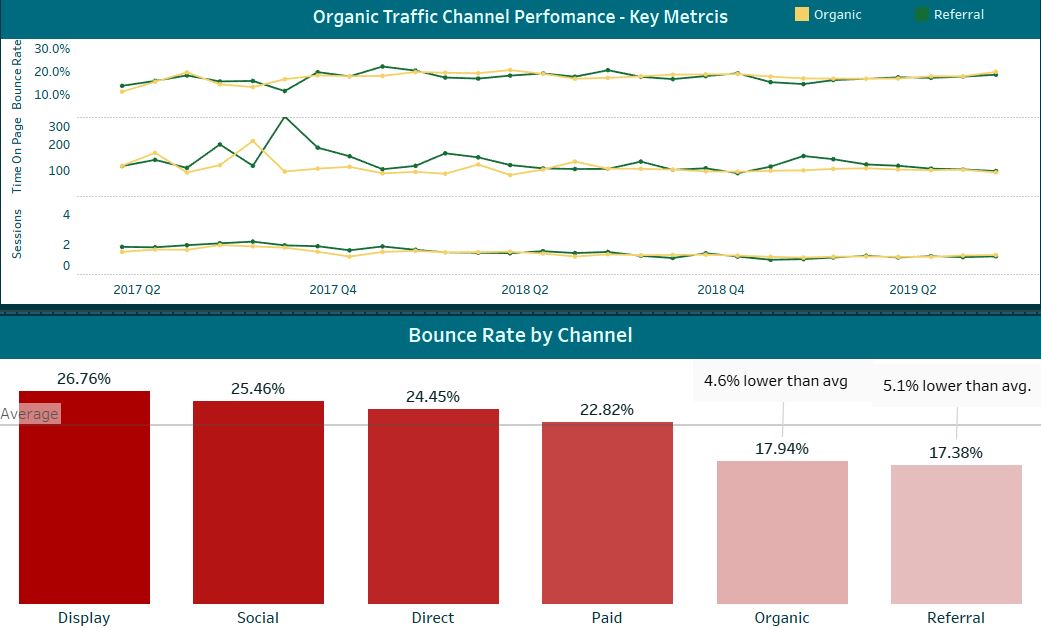 Organic Traffic Channel Perfomance - Key Metrcis
Organic
Referral
Bounce Rate
30.0%
20.0%
10.0%
Time On Page
300
200
100
Sessions
4
2
0
2017 Q2
2017 Q4
2018 Q2
2018 Q4
2019 Q2
Bounce Rate by Channel
26.76%
25.46%
24.45%
22.82%
17.94%
17.38%
4.6% lower than avg
5.1% lower than avg.
Average
Display
Social
Direct
Paid
Organic
Referral